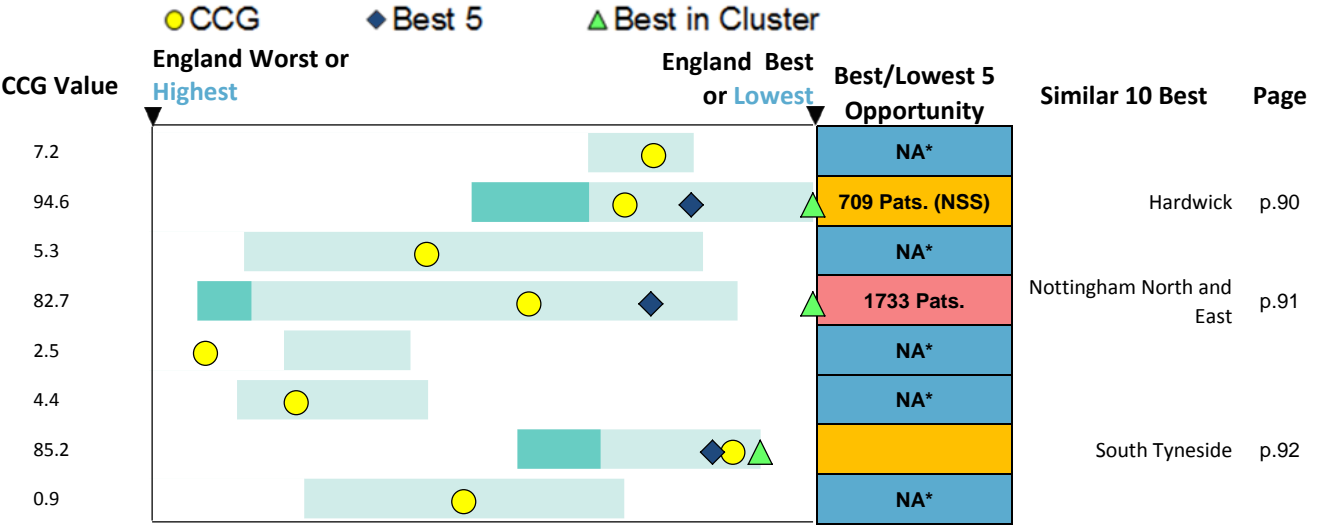 CCG Best 5 Best in Cluster
CCG Value
England Worst or
Highest
England Best
or Lowest
Best/Lowest 5
Opportunity
Similar 10 Best
Page
7.2 NA*
94.6 709 Pats. (NSS) Hardwick p.90
5.3 NA*
82.7 1733 Pats. Nottingham North and
East p.91
2.5 NA*
4.4 NA*
85.2 South Tyneside p.92
0.9 NA*